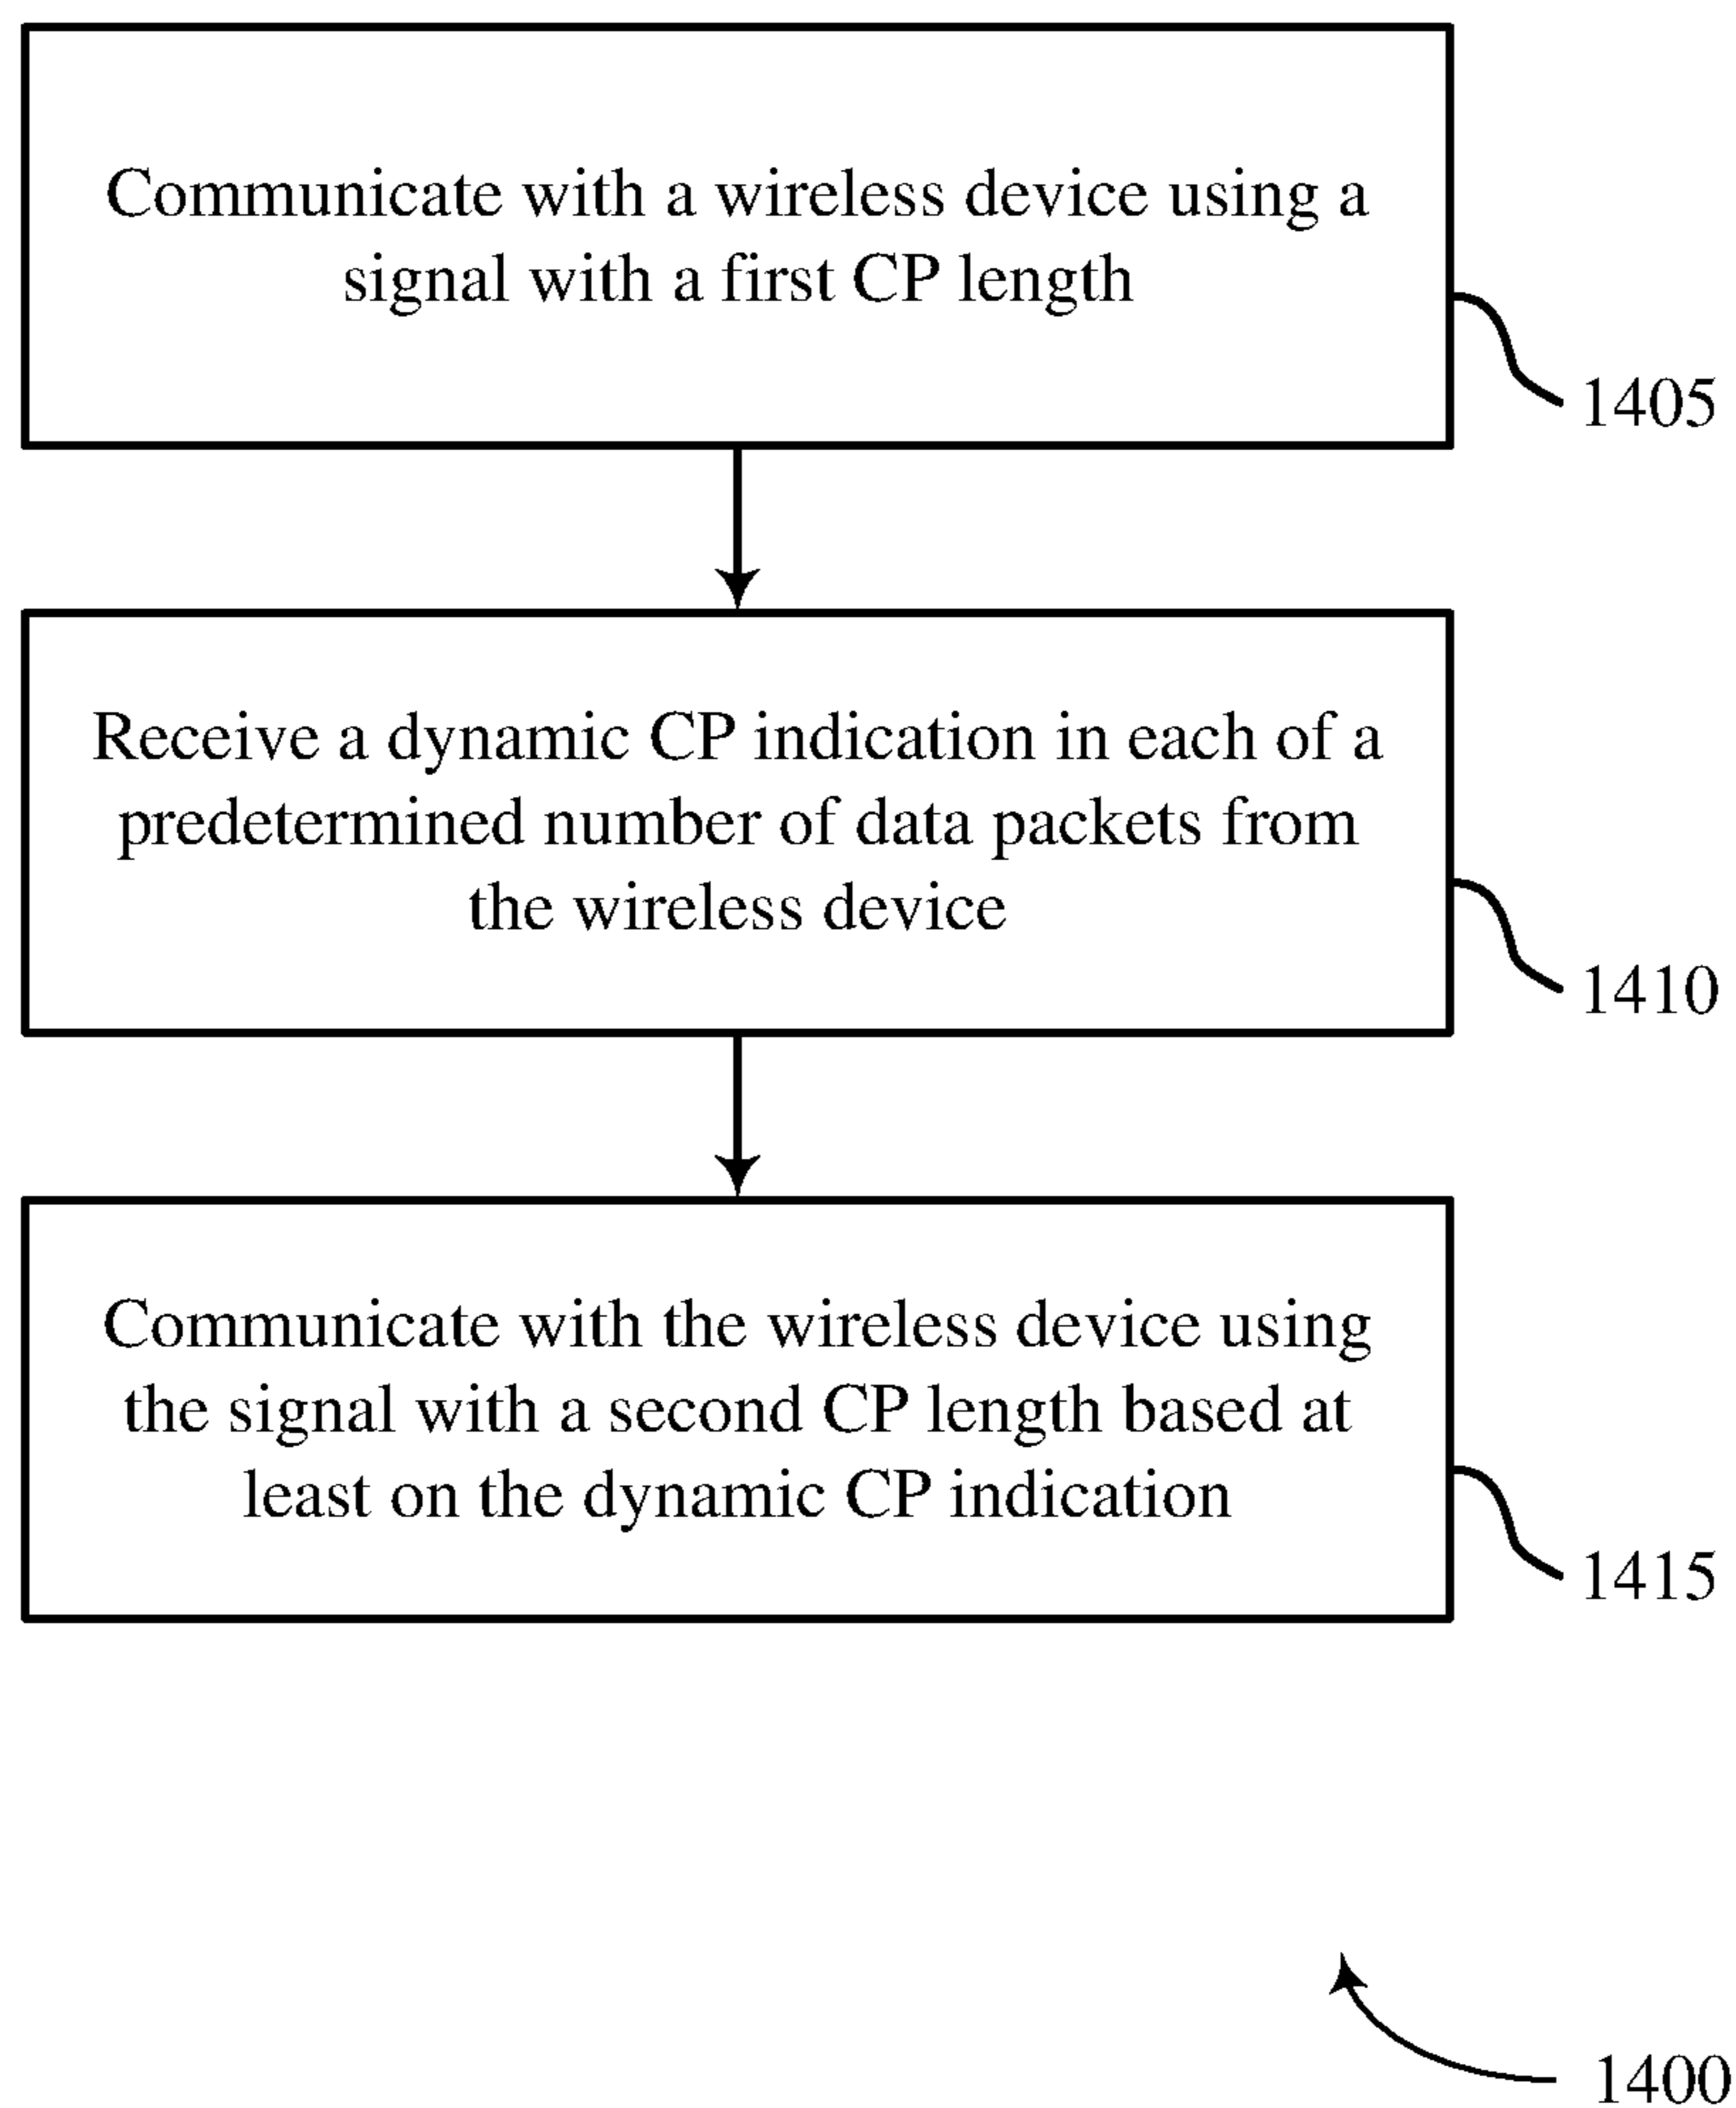 Communicate with a wireless device using a
signal with a first CP length
1405
Receive a dynamic CP indication in each of a
predetermined number of data packets from
the wireless device
1410
Communicate with the wireless device using
the signal with a second CP length based at
least on the dynamic CP indication
1415
1400